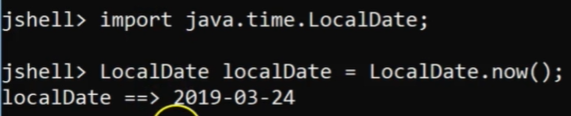 jshell> import java.time.LocalDate;
jshell> LocalDate localDate = LocalDate.now();
localDate ==> 2019-03-24